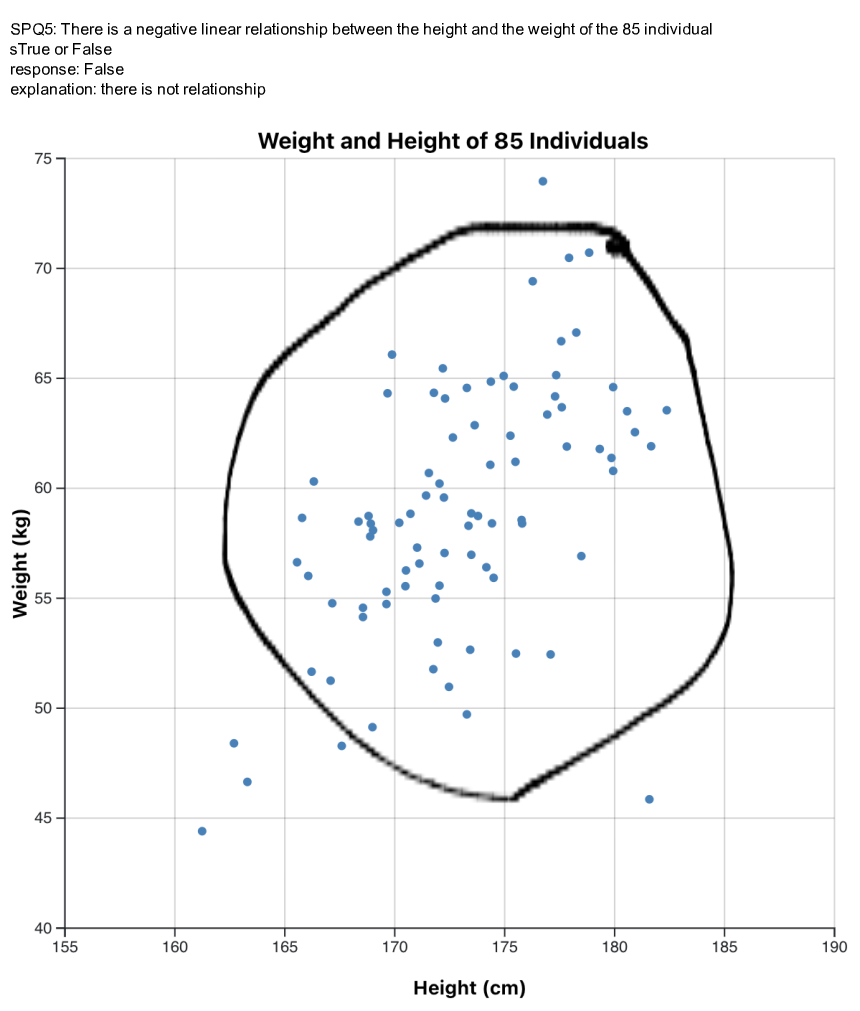 SPQ5: There is a negative linear relationship between the height and the weight of the 85 individual
sTrue or False
response: False
explanation: there is not relationship
Weight and Height of 85 Individuals
75
70
65
60
55
50
45
40
Weight (kg)
155 160 165 170 175 180 185 190
Height (cm)